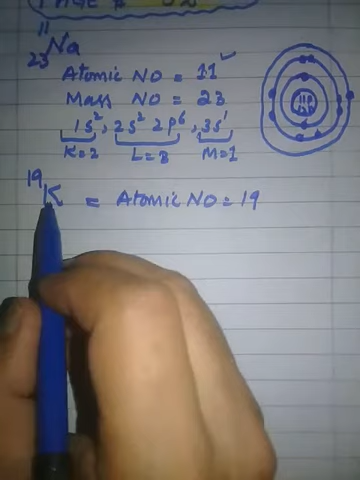 11
Na
23
Atomic NO = 11 ✓
Mass NO = 23
1s², 2s² 2p⁶, 3s¹
K=2 L=8 M=1
19
K = Atomic NO = 19